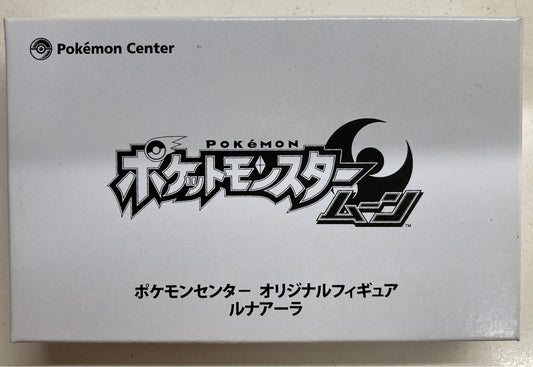 Pokémon Center
POKéMON
ポケットモンスター
ムーン
TM
ポケモンセンター オリジナルフィギュア
ルナアーラ